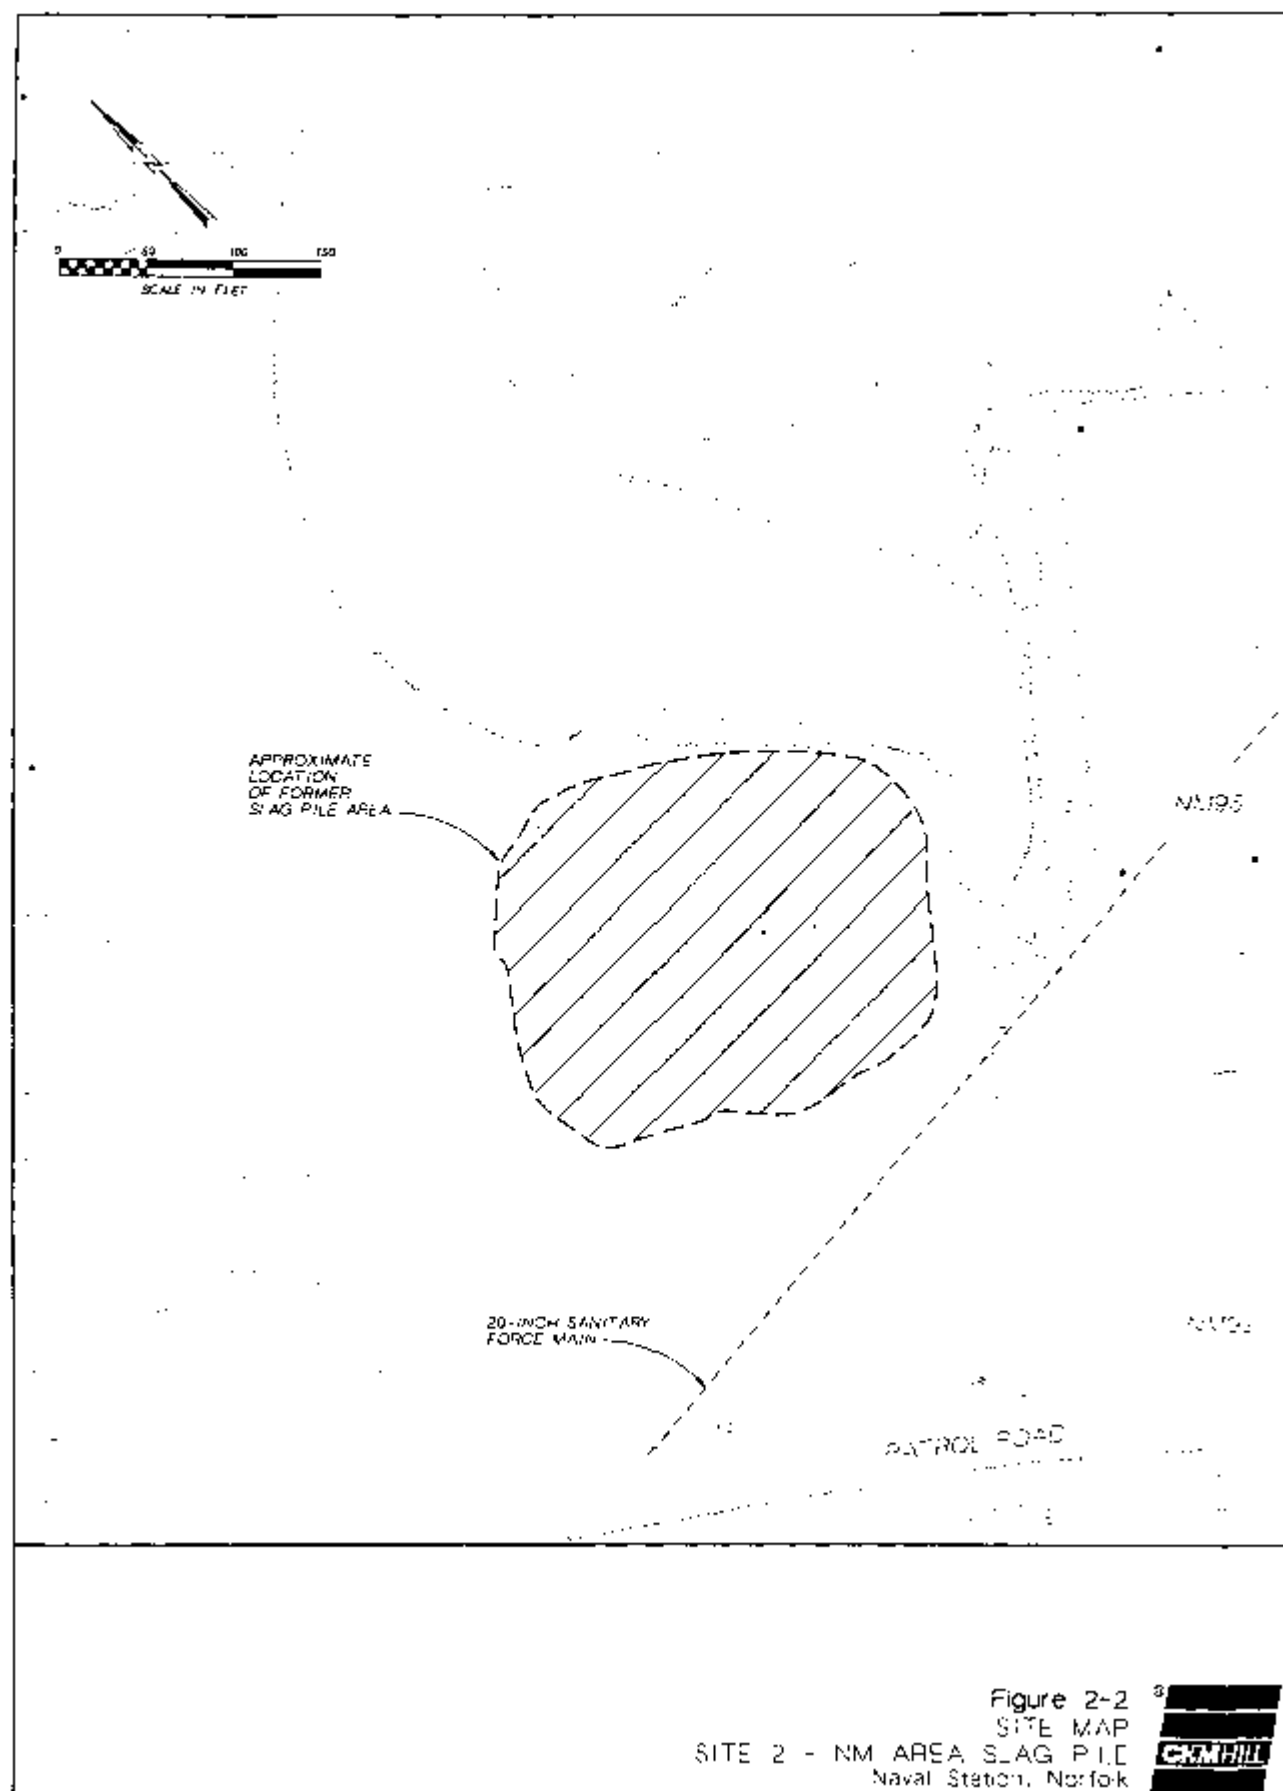 N
0 50 100 150
SCALE IN FEET
APPROXIMATE
LOCATION
OF FORMER
SLAG PILE AREA
NM95
20-INCH SANITARY
FORCE MAIN
PATROL ROAD
Figure 2-2
SITE MAP
SITE 2 - NM AREA SLAG PILE
Naval Station, Norfolk
CKMHILL